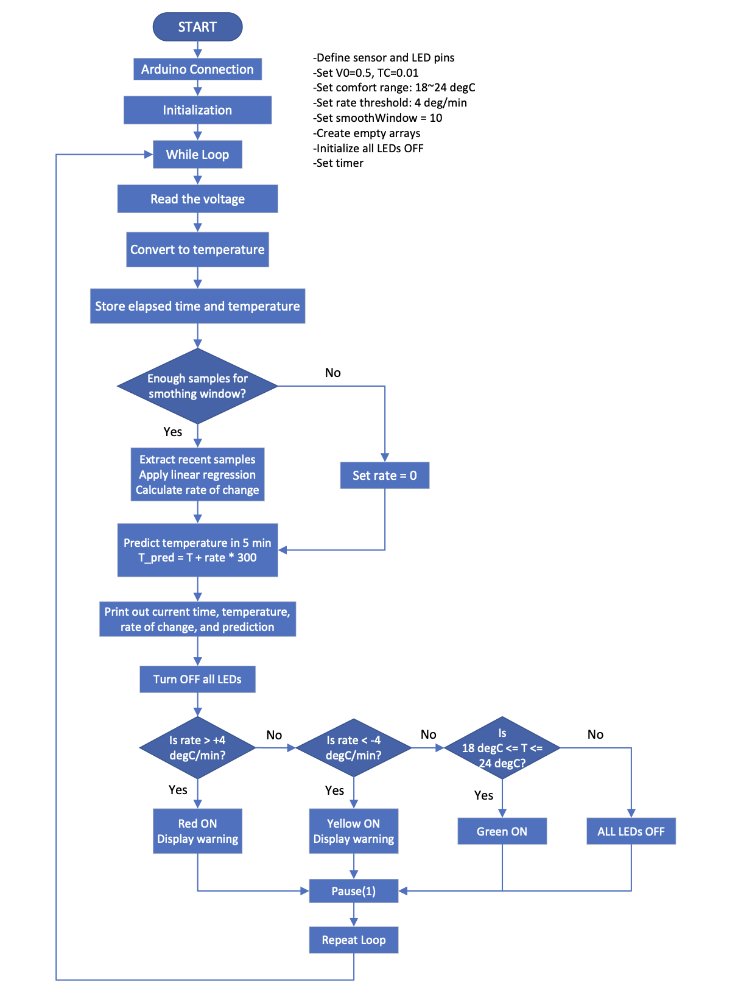 START
Arduino Connection
Initialization
-Define sensor and LED pins
-Set V0=0.5, TC=0.01
-Set comfort range: 18~24 degC
-Set rate threshold: 4 deg/min
-Set smoothWindow = 10
-Create empty arrays
-Initialize all LEDs OFF
-Set timer
While Loop
Read the voltage
Convert to temperature
Store elapsed time and temperature
Enough samples for
smothing window?
No
Yes
Extract recent samples
Apply linear regression
Calculate rate of change
Set rate = 0
Predict temperature in 5 min
T_pred = T + rate * 300
Print out current time, temperature,
rate of change, and prediction
Turn OFF all LEDs
Is rate > +4
degC/min?
No
Is rate < -4
degC/min?
No
Is
18 degC <= T <=
24 degC?
No
Yes
Yes
Yes
Red ON
Display warning
Yellow ON
Display warning
Green ON
ALL LEDs OFF
Pause(1)
Repeat Loop